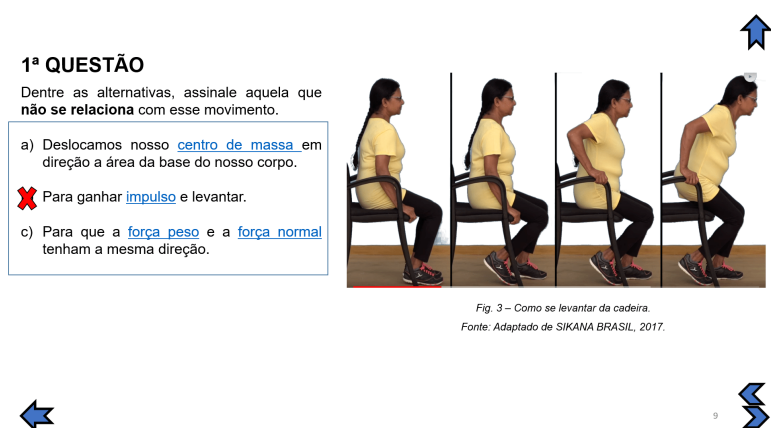 1ª QUESTÃO
Dentre as alternativas, assinale aquela que
não se relaciona com esse movimento.
a) Deslocamos nosso centro de massa em
direção a área da base do nosso corpo.
Para ganhar impulso e levantar.
c) Para que a força peso e a força normal
tenham a mesma direção.
Fig. 3 – Como se levantar da cadeira.
Fonte: Adaptado de SIKANA BRASIL, 2017.
9